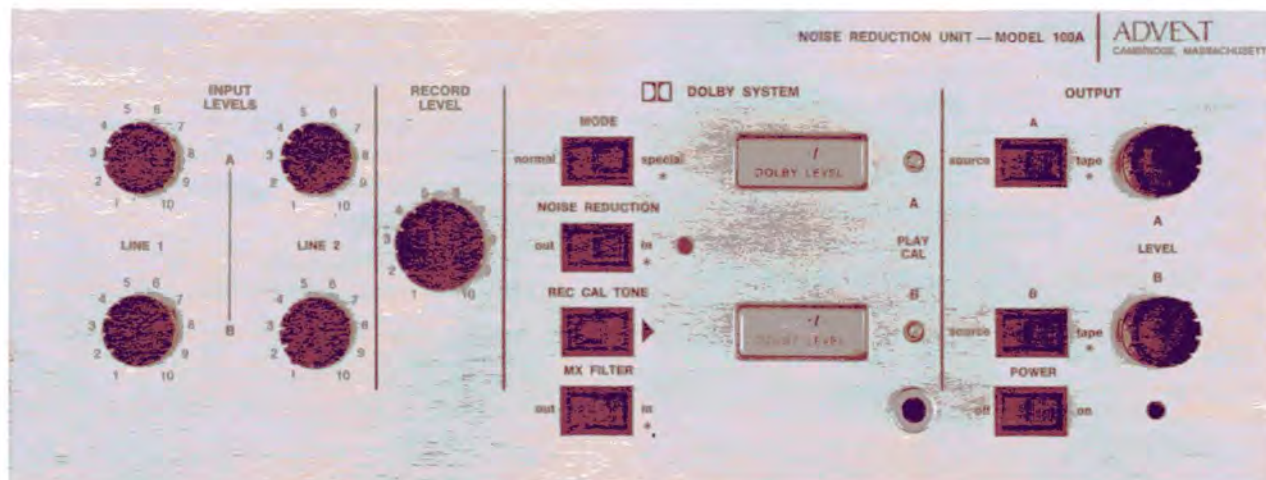 NOISE REDUCTION UNIT — MODEL 100A
ADVENT
CAMBRIDGE, MASSACHUSETT
INPUT
LEVELS
RECORD
LEVEL
DOLBY SYSTEM
OUTPUT
1 2 3 4 5 6 7 8 9 10
A
1 2 3 4 5 6 7 8 9 10
LINE 1
LINE 2
1 2 3 4 5 6 7 8 9 10
B
1 2 3 4 5 6 7 8 9 10
1 2 3 4 5 6 10
MODE
normal
special
*
NOISE REDUCTION
out
in
*
REC CAL TONE
MX FILTER
out
in
*
DOLBY LEVEL
A
PLAY
CAL
B
DOLBY LEVEL
A
source
tape
*
A
LEVEL
B
B
source
tape
*
POWER
off
on